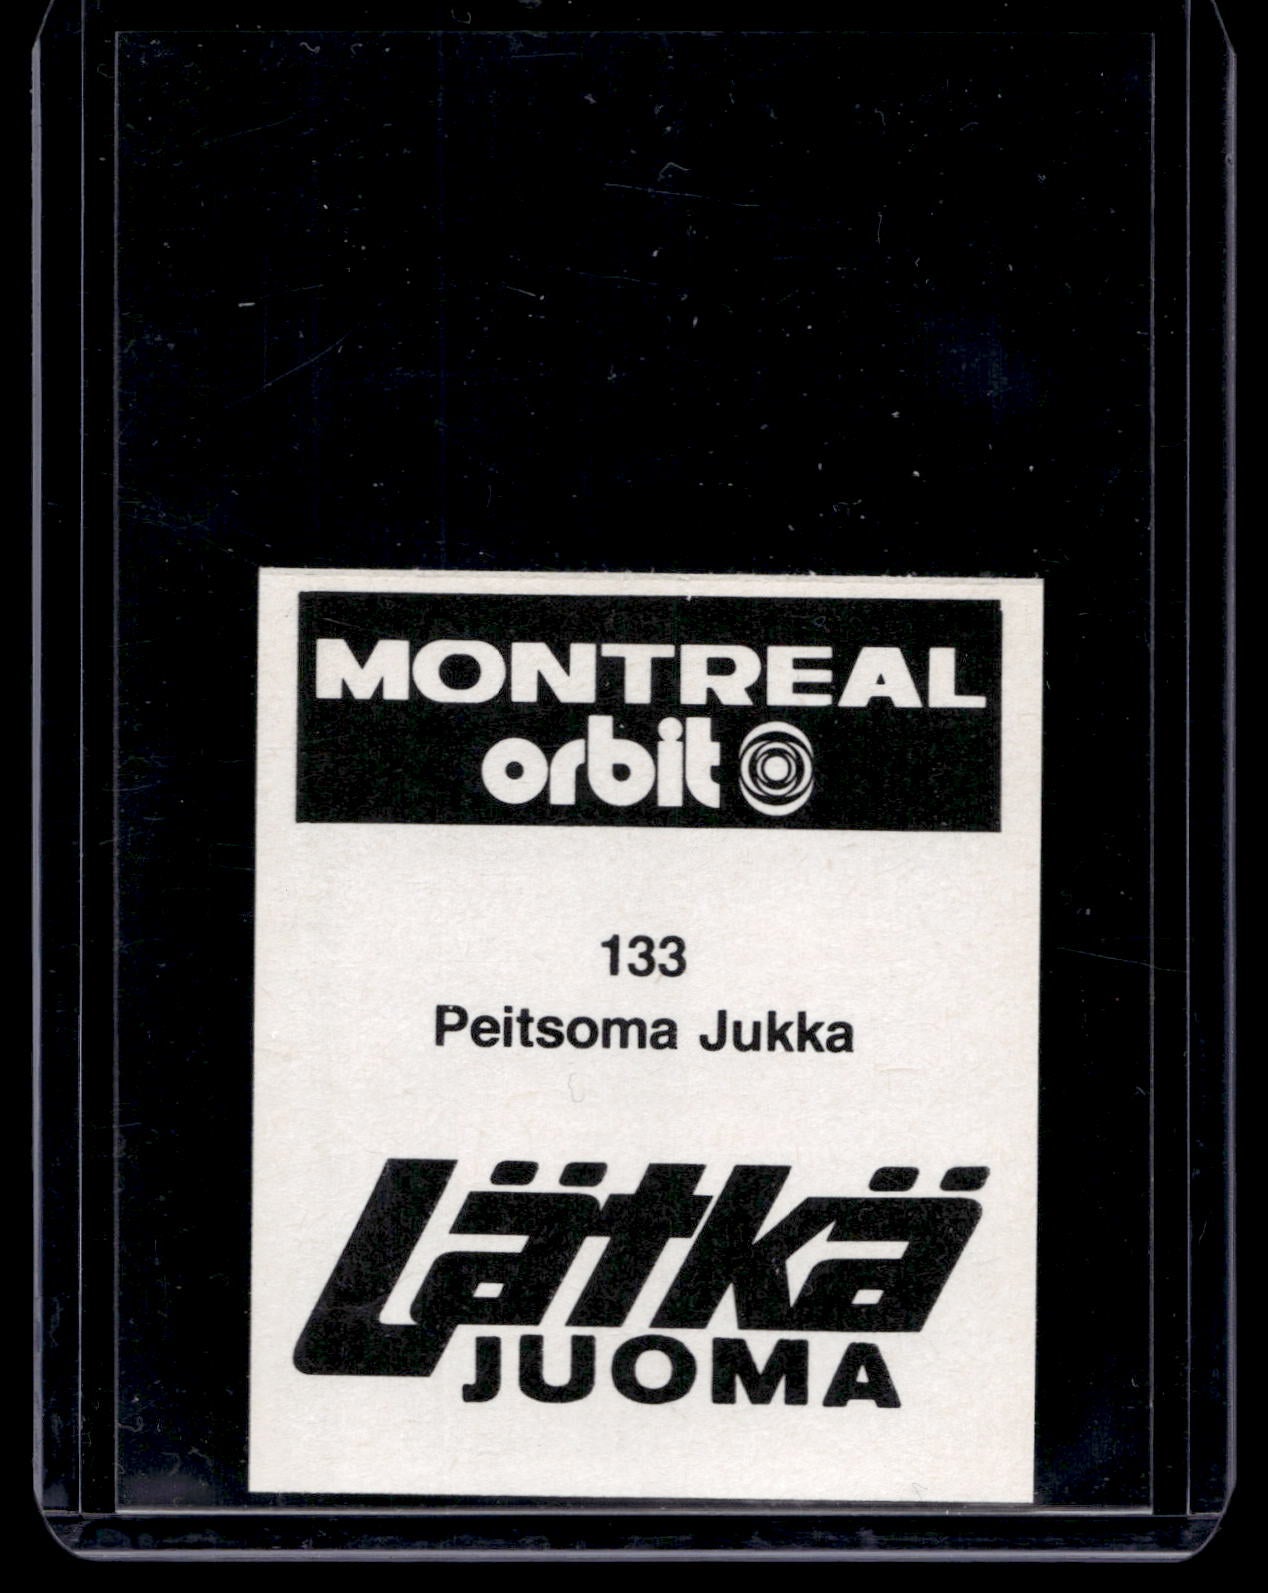 MONTREAL
orbit
133
Peitsoma Jukka
Lätkä
JUOMA